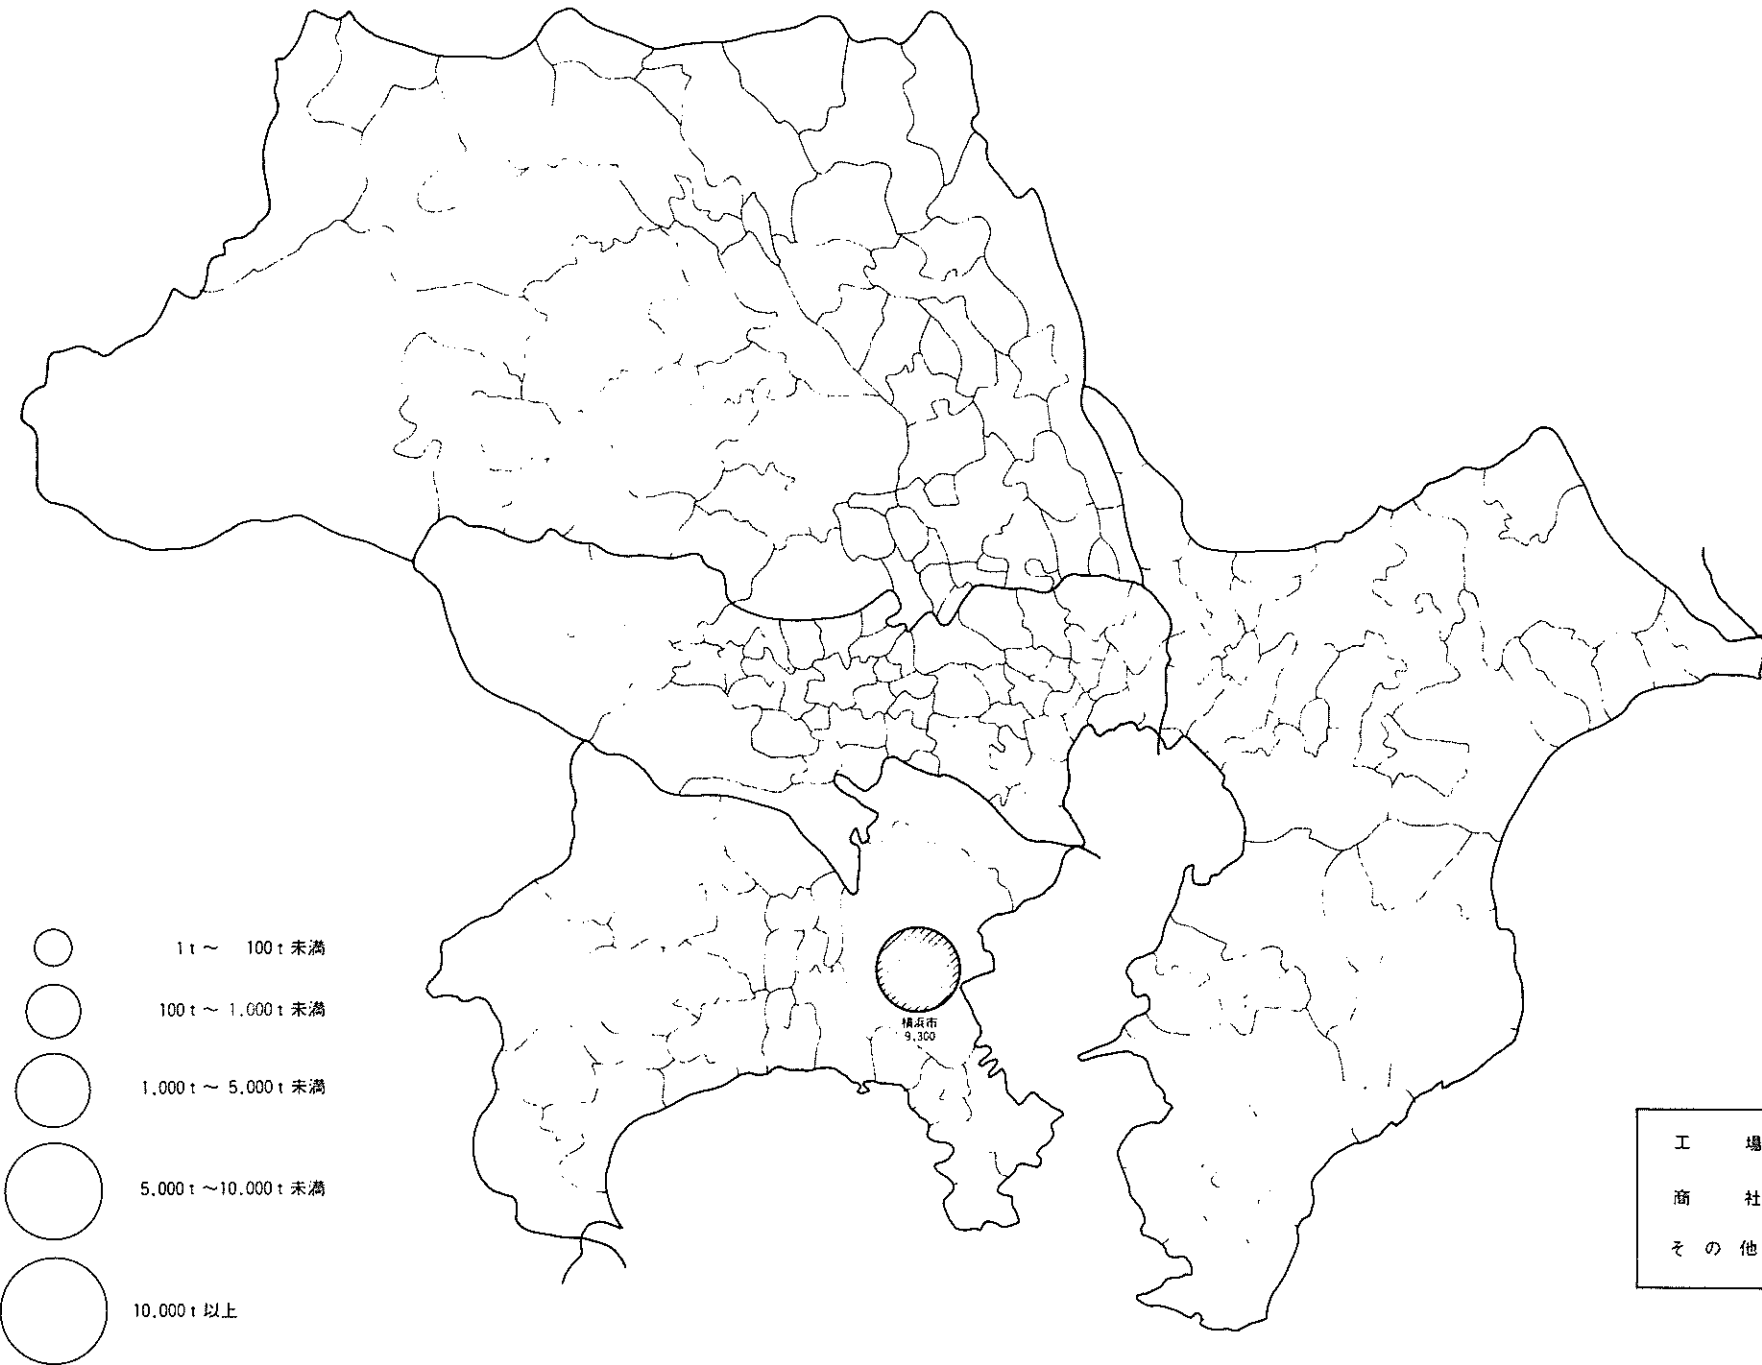 1t～ 100t未満
100t～1,000t未満
1,000t～5,000t未満
5,000t～10,000t未満
10,000t以上
横浜市
9,300
工場
商社
その他